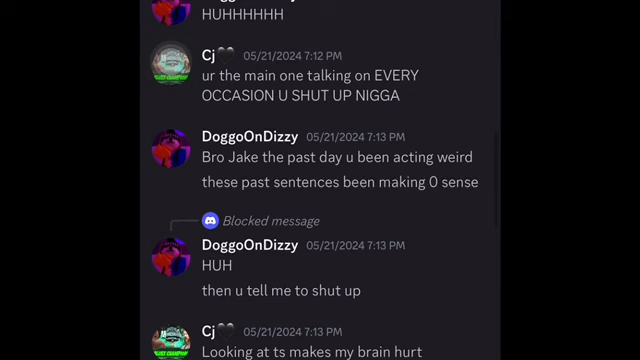 HUHHHHHH
Cj🖤 05/21/2024 7:12 PM
ur the main one talking on EVERY
OCCASION U SHUT UP NIGGA
DoggoOnDizzy 05/21/2024 7:13 PM
Bro Jake the past day u been acting weird
these past sentences been making 0 sense
Blocked message
DoggoOnDizzy 05/21/2024 7:13 PM
HUH
then u tell me to shut up
Cj🖤 05/21/2024 7:13 PM
Looking at ts makes my brain hurt